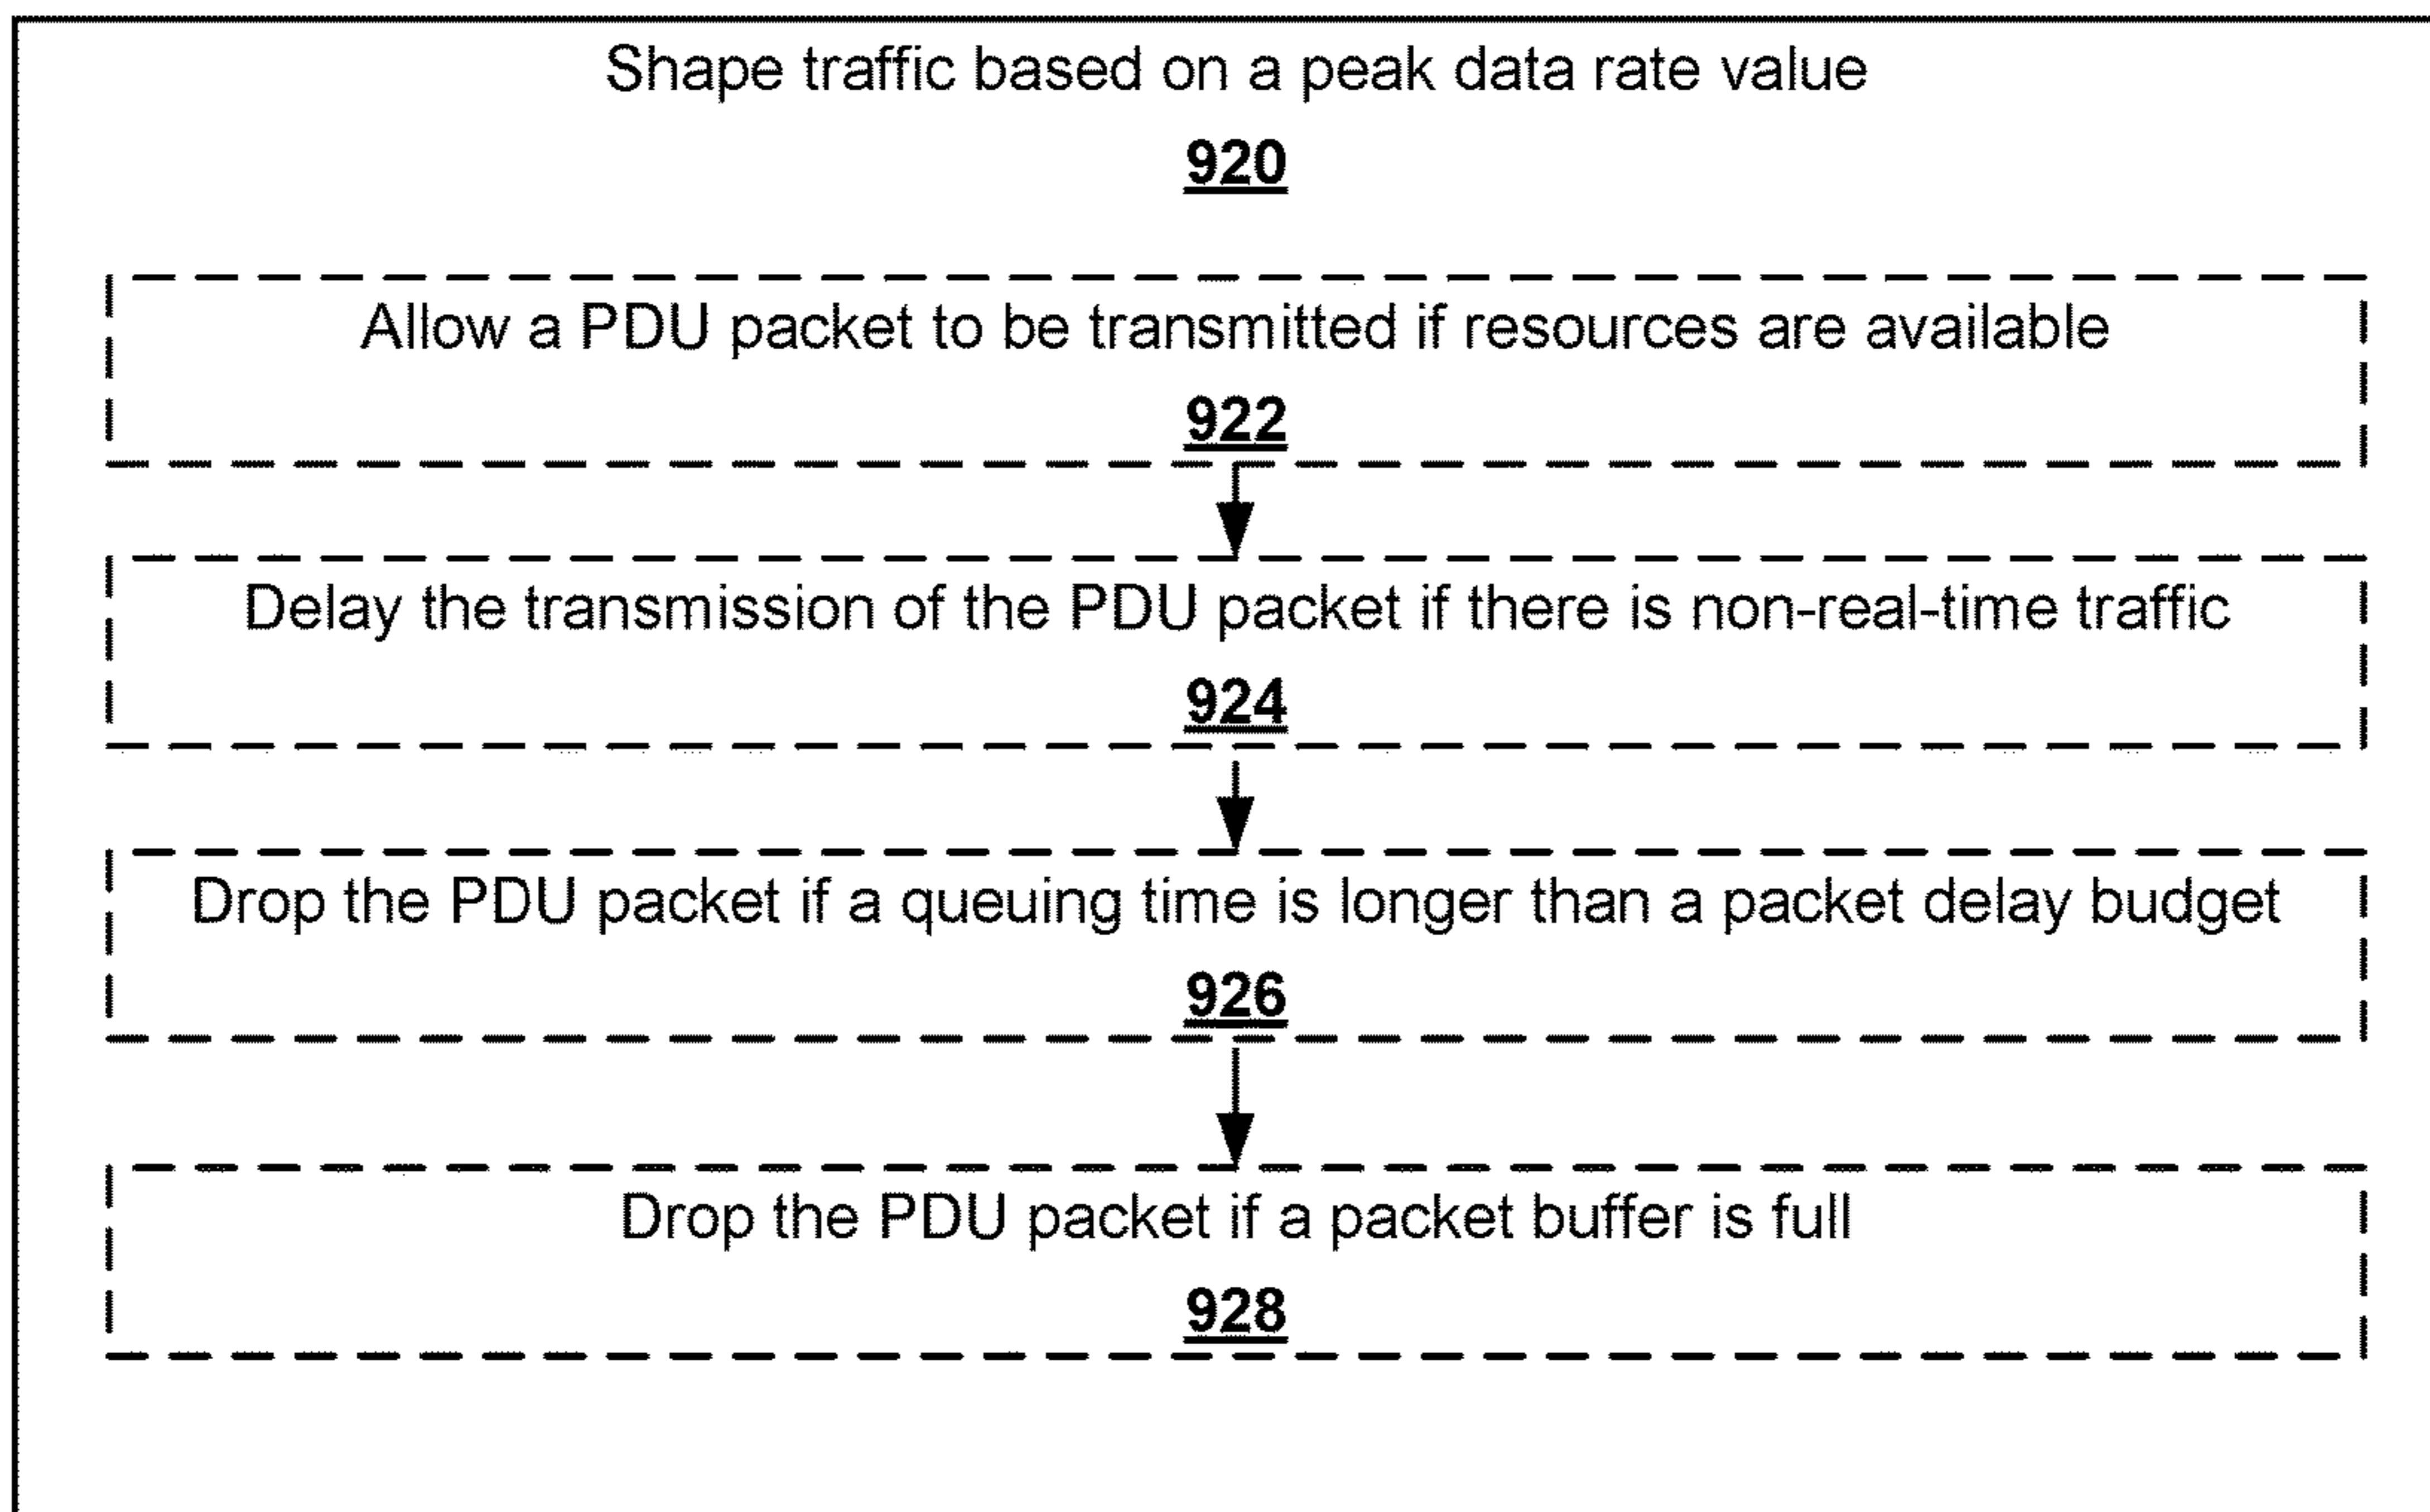 Shape traffic based on a peak data rate value
920
Allow a PDU packet to be transmitted if resources are available
922
Delay the transmission of the PDU packet if there is non-real-time traffic
924
Drop the PDU packet if a queuing time is longer than a packet delay budget
926
Drop the PDU packet if a packet buffer is full
928